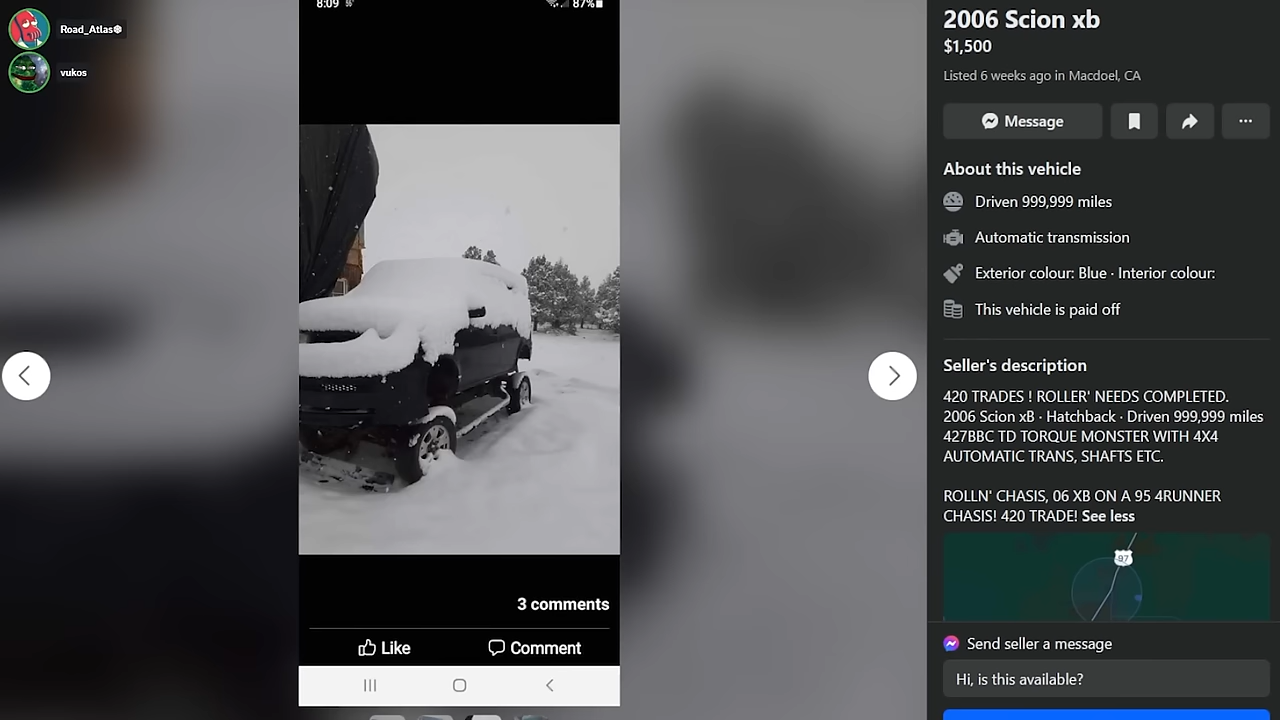 Road_Atlas
vukos
8:09
87%
3 comments
Like
Comment
2006 Scion xb
$1,500
Listed 6 weeks ago in Macdoel, CA
Message
About this vehicle
Driven 999,999 miles
Automatic transmission
Exterior colour: Blue · Interior colour:
This vehicle is paid off
Seller's description
420 TRADES ! ROLLER' NEEDS COMPLETED.
2006 Scion xB · Hatchback · Driven 999,999 miles
427BBC TD TORQUE MONSTER WITH 4X4
AUTOMATIC TRANS, SHAFTS ETC.
ROLLN' CHASIS, 06 XB ON A 95 4RUNNER
CHASIS! 420 TRADE! See less
97
Send seller a message
Hi, is this available?